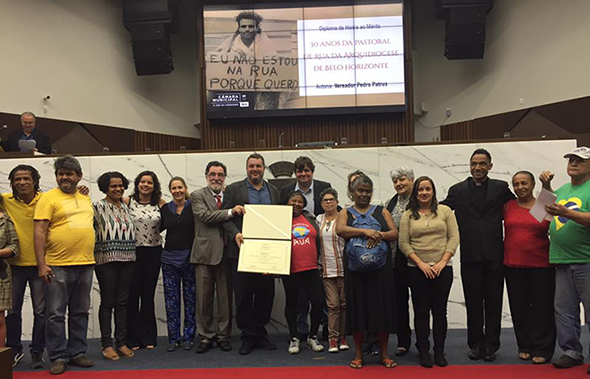 EU NÃO ESTOU
NA RUA
PORQUE QUERO
CÂMARA
MUNICIPAL
Diploma de Honra ao Mérito
30 ANOS DA PASTORAL
DE RUA DA ARQUIDIOCESE
DE BELO HORIZONTE
Autoria: Vereador Pedro Patrus
RUA